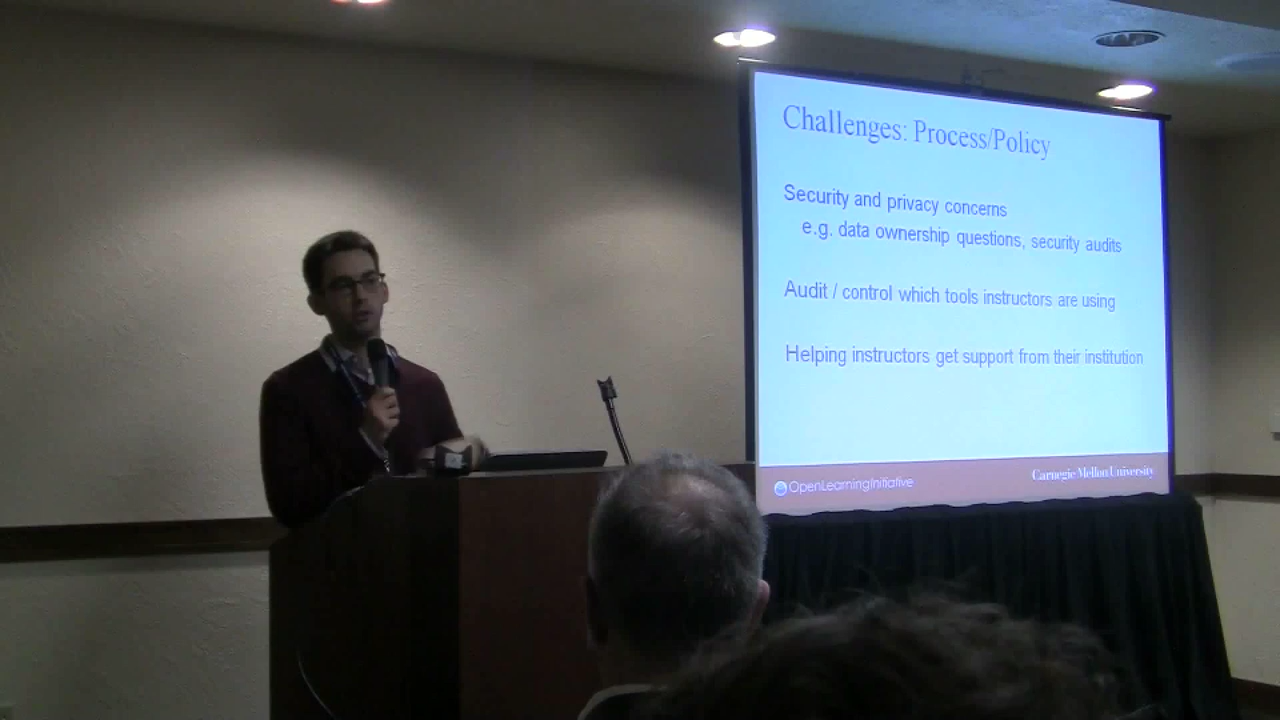 Challenges: Process/Policy
Security and privacy concerns
e.g. data ownership questions, security audits
Audit / control which tools instructors are using
Helping instructors get support from their institution
OpenLearningInitiative
Carnegie Mellon University